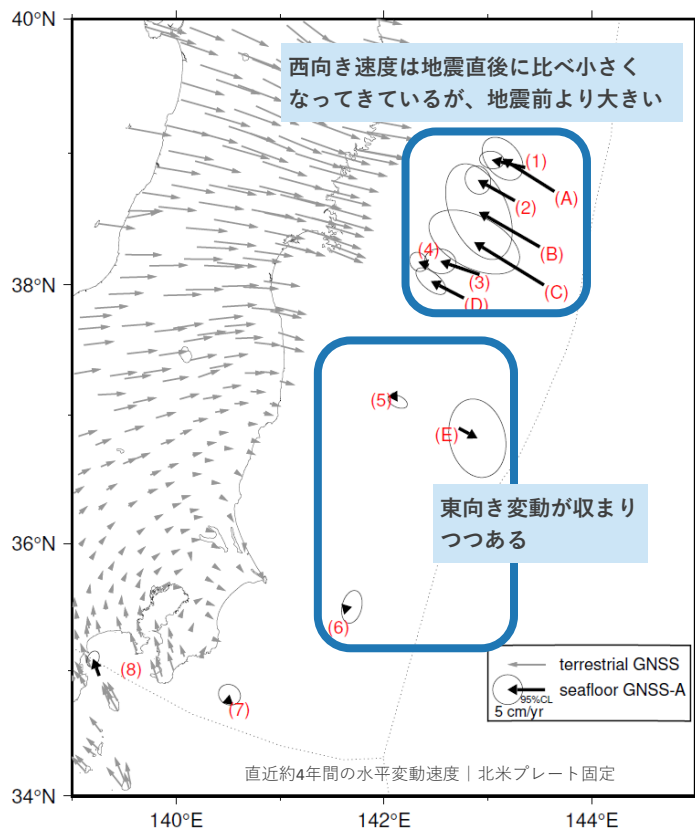 40°N
西向き速度は地震直後に比べ小さく
なってきているが、地震前より大きい
(1)
(A)
(2)
(B)
(4)
(3)
(C)
(D)
38°N
(5)
(E)
東向き変動が収まり
つつある
36°N
(6)
(8)
(7)
terrestrial GNSS
seafloor GNSS-A
95%CL
5 cm/yr
直近約4年間の水平変動速度｜北米プレート固定
34°N
140°E 142°E 144°E